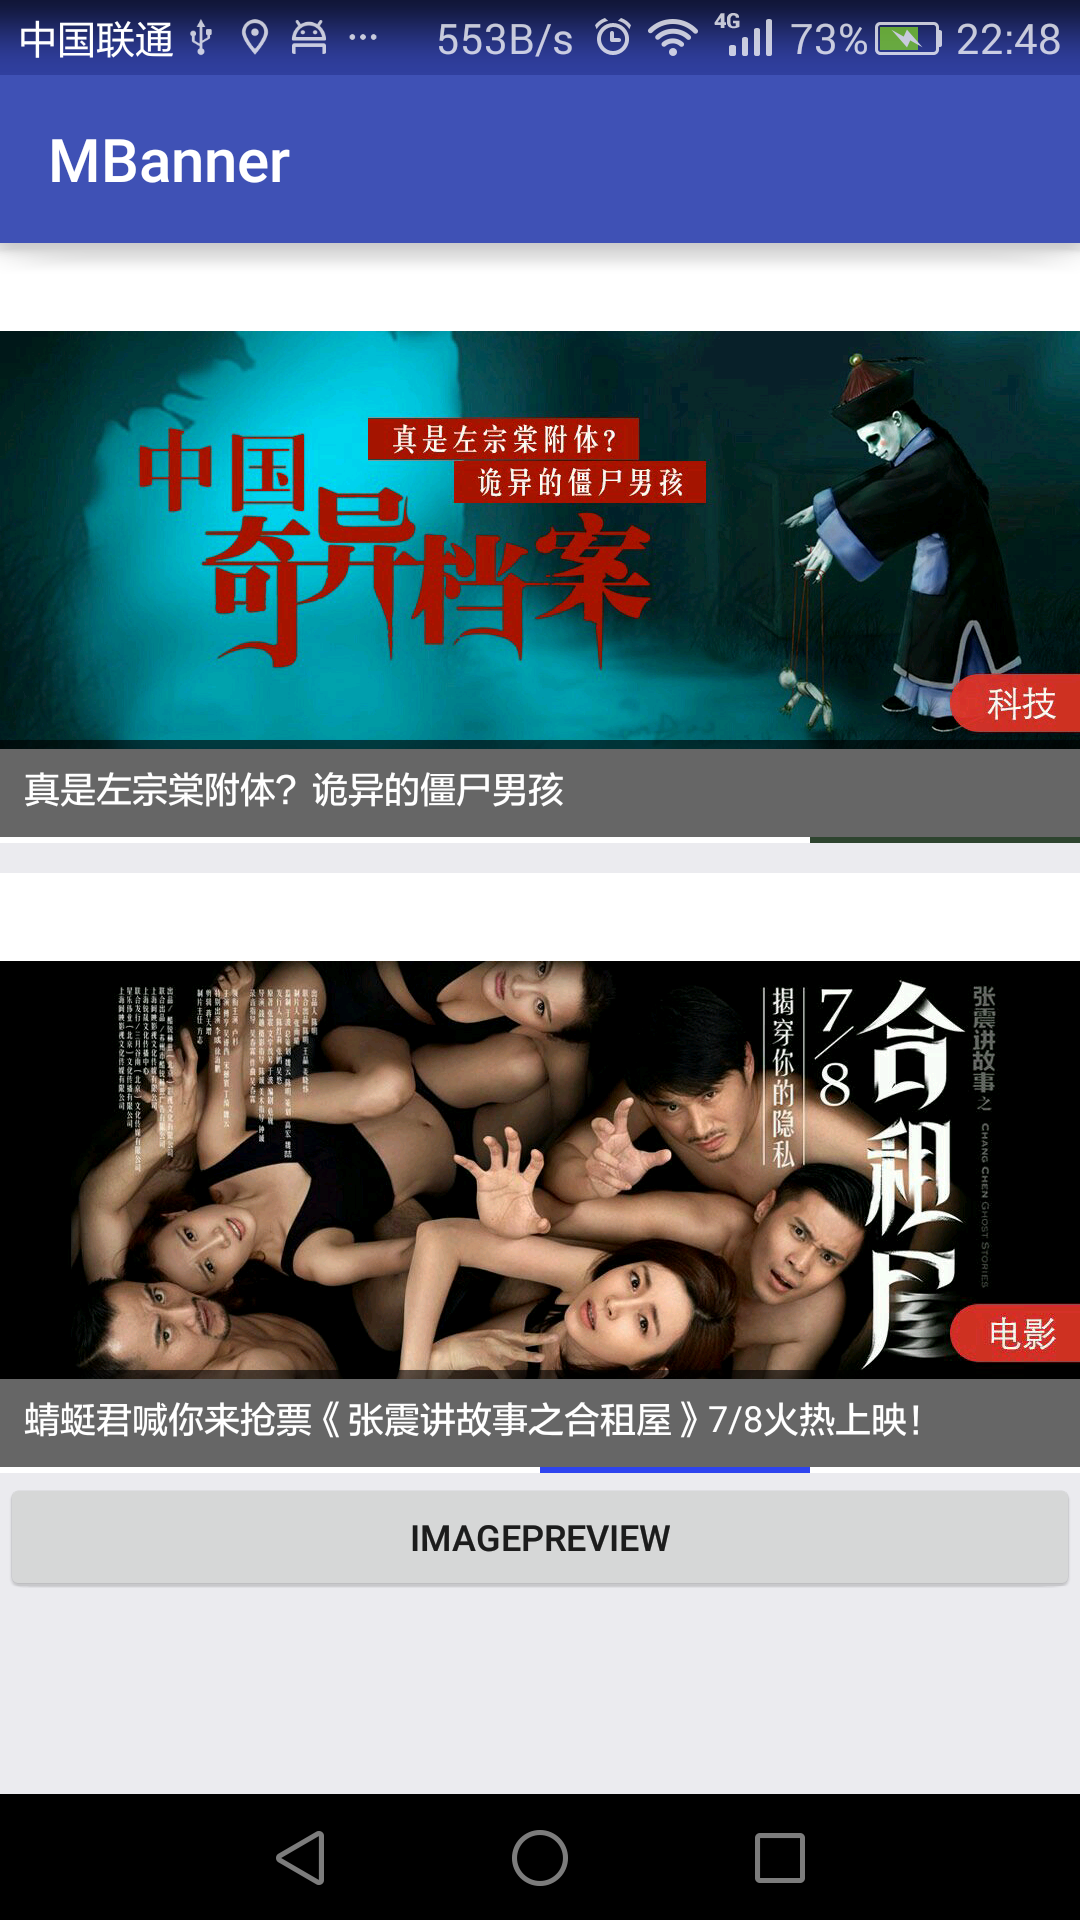 中国联通 553B/s 4G 73% 22:48
MBanner
真是左宗棠附体?
诡异的僵尸男孩
中国
奇异档案
科技
真是左宗棠附体? 诡异的僵尸男孩
揭穿你的隐私
7/8
合租屋
张震讲故事之
CHANG CHEN GHOST STORIES
电影
蜻蜓君喊你来抢票《张震讲故事之合租屋》7/8火热上映!
IMAGEPREVIEW